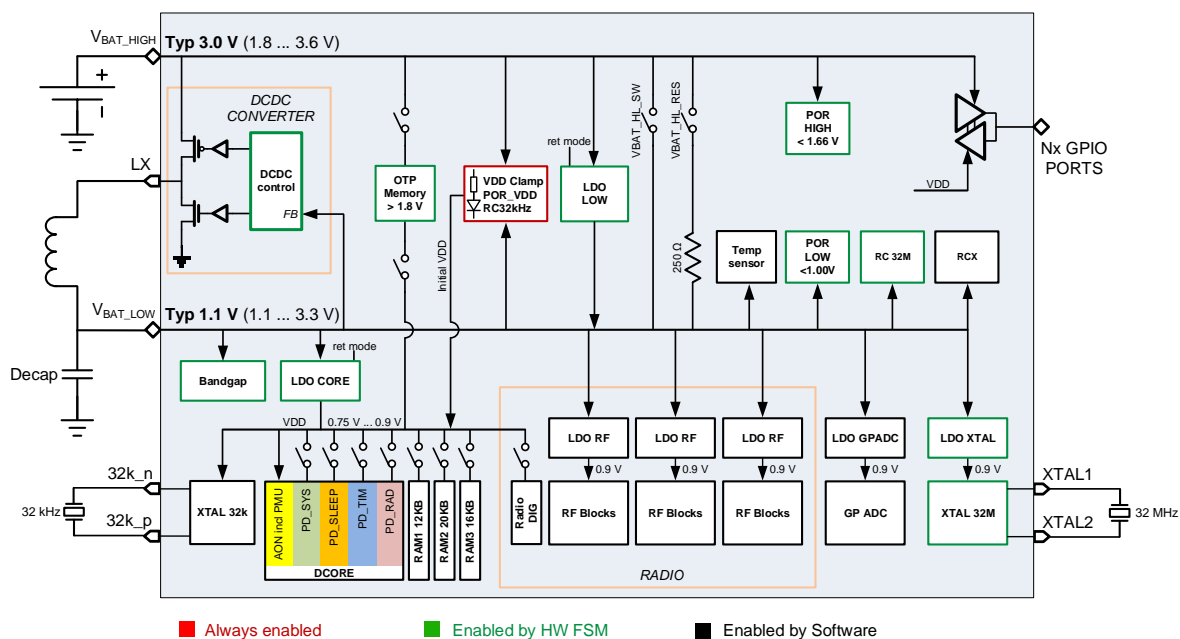 VBAT_HIGH
Typ 3.0 V (1.8 ... 3.6 V)
+
DCDC
CONVERTER
LX
DCDC
control
FB
OTP
Memory
> 1.8 V
VDD Clamp
POR_VDD
RC32kHz
Initial VDD
ret mode
LDO
LOW
VBAT_HL_SW
VBAT_HL_RES
250 Ω
POR
HIGH
< 1.66 V
VDD
Nx GPIO
PORTS
Temp
sensor
POR
LOW
<1.00V
RC 32M
RCX
VBAT_LOW
Typ 1.1 V (1.1 ... 3.3 V)
Decap
Bandgap
LDO CORE
ret mode
VDD
0.75 V ... 0.9 V
LDO RF
LDO RF
LDO RF
LDO GPADC
LDO XTAL
0.9 V
0.9 V
0.9 V
0.9 V
0.9 V
32k_n
32 kHz
32k_p
XTAL 32k
AON incl PMU
PD_SYS
PD_SLEEP
PD_TIM
PD_RAD
DCORE
RAM1 12KB
RAM2 20KB
RAM3 16KB
Radio
DIG
RF Blocks
RF Blocks
RF Blocks
GP ADC
XTAL 32M
XTAL1
32 MHz
XTAL2
RADIO
Always enabled
Enabled by HW FSM
Enabled by Software